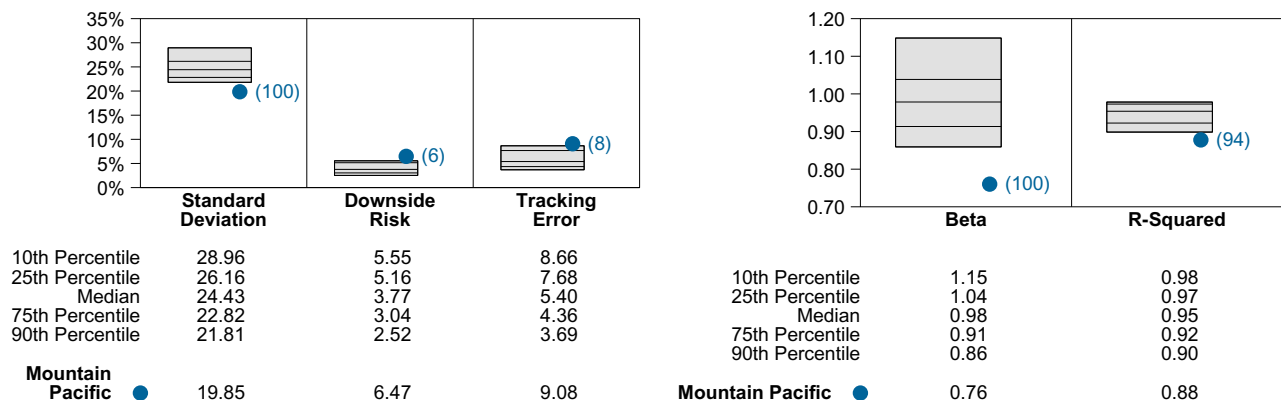 35%
35%
30%
25%
20%
15%
10%
5%
0%
(100)
(6)
(8)
Standard
Deviation
Downside
Risk
Tracking
Error
10th Percentile 28.96 5.55 8.66
25th Percentile 26.16 5.16 7.68
Median 24.43 3.77 5.40
75th Percentile 22.82 3.04 4.36
90th Percentile 21.81 2.52 3.69
Mountain
Pacific 19.85 6.47 9.08
1.20
1.10
1.00
0.90
0.80
0.70
(100)
(94)
Beta R-Squared
10th Percentile 1.15 0.98
25th Percentile 1.04 0.97
Median 0.98 0.95
75th Percentile 0.91 0.92
90th Percentile 0.86 0.90
Mountain Pacific 0.76 0.88